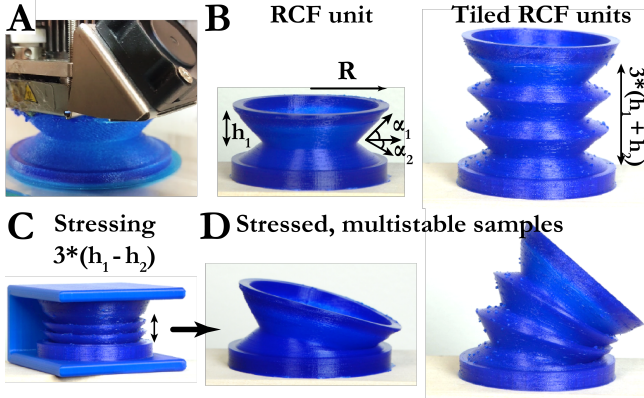 A
B
RCF unit
Tiled RCF units
R
h₁
α₁
α₂
3*(h₁ + h₂)
C
Stressing
3*(h₁ - h₂)
D
Stressed, multistable samples